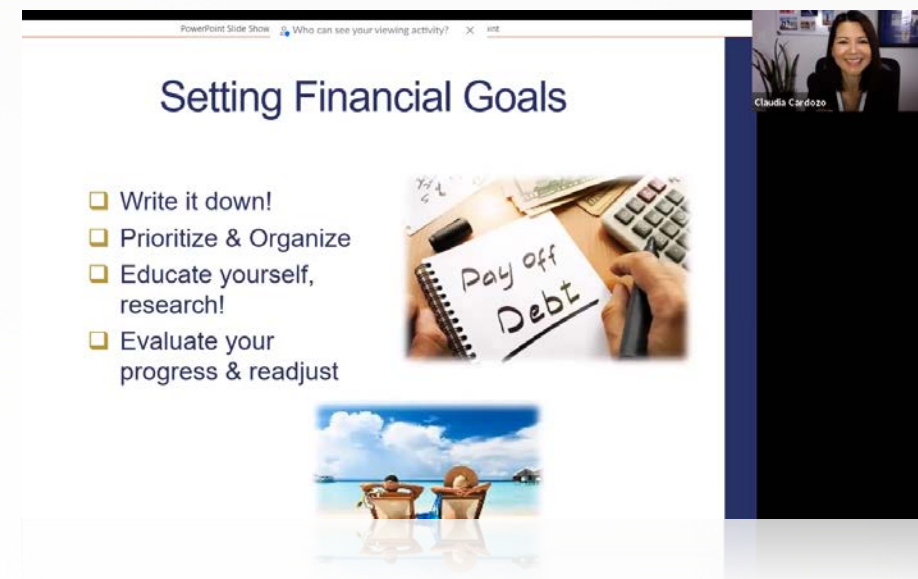 PowerPoint Slide Show
Who can see your viewing activity?
int
Claudia Cardozo
Setting Financial Goals
Write it down!
Prioritize & Organize
Educate yourself,
research!
Evaluate your
progress & readjust
Pay off
Debt